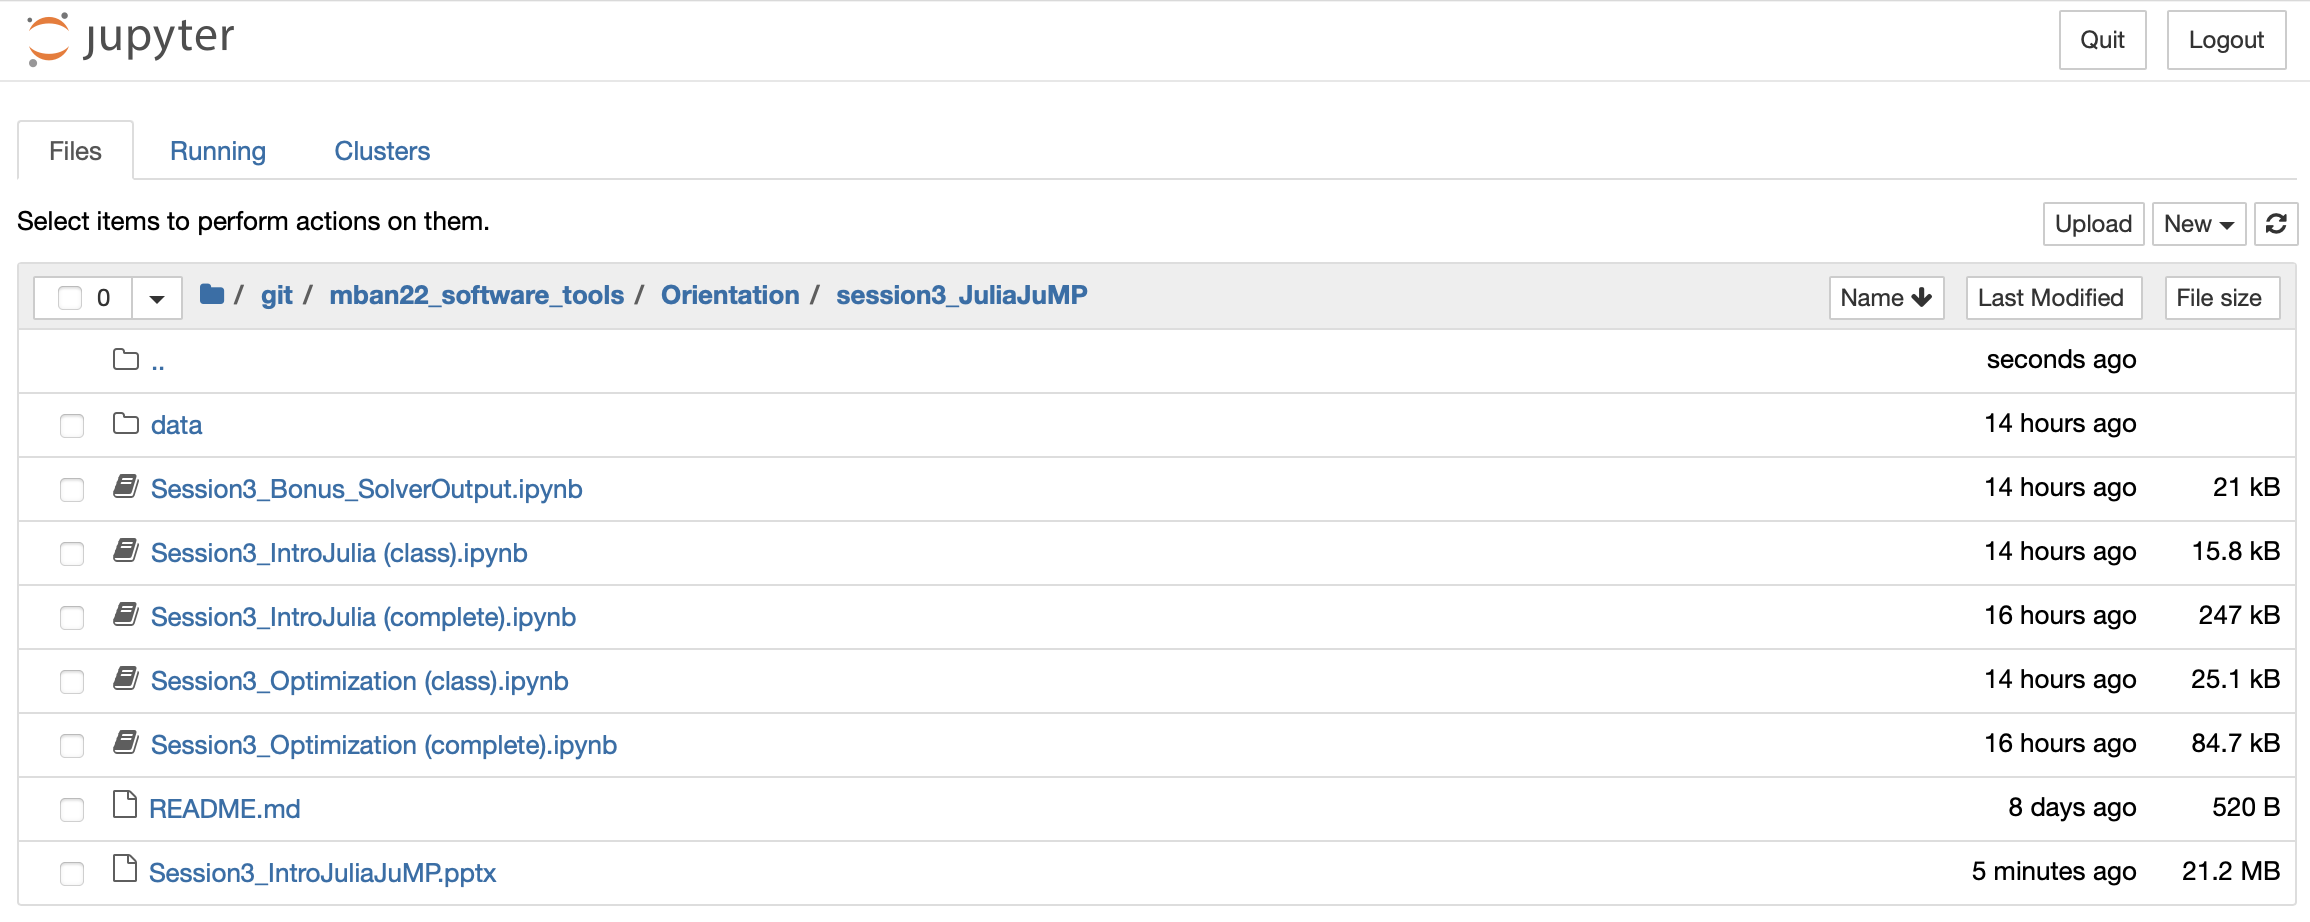 jupyter Quit Logout
Files Running Clusters
Select items to perform actions on them. Upload New
0 / git / mban22_software_tools / Orientation / session3_JuliaJuMP Name Last Modified File size
.. seconds ago
data 14 hours ago
Session3_Bonus_SolverOutput.ipynb 14 hours ago 21 kB
Session3_IntroJulia (class).ipynb 14 hours ago 15.8 kB
Session3_IntroJulia (complete).ipynb 16 hours ago 247 kB
Session3_Optimization (class).ipynb 14 hours ago 25.1 kB
Session3_Optimization (complete).ipynb 16 hours ago 84.7 kB
README.md 8 days ago 520 B
Session3_IntroJuliaJuMP.pptx 5 minutes ago 21.2 MB